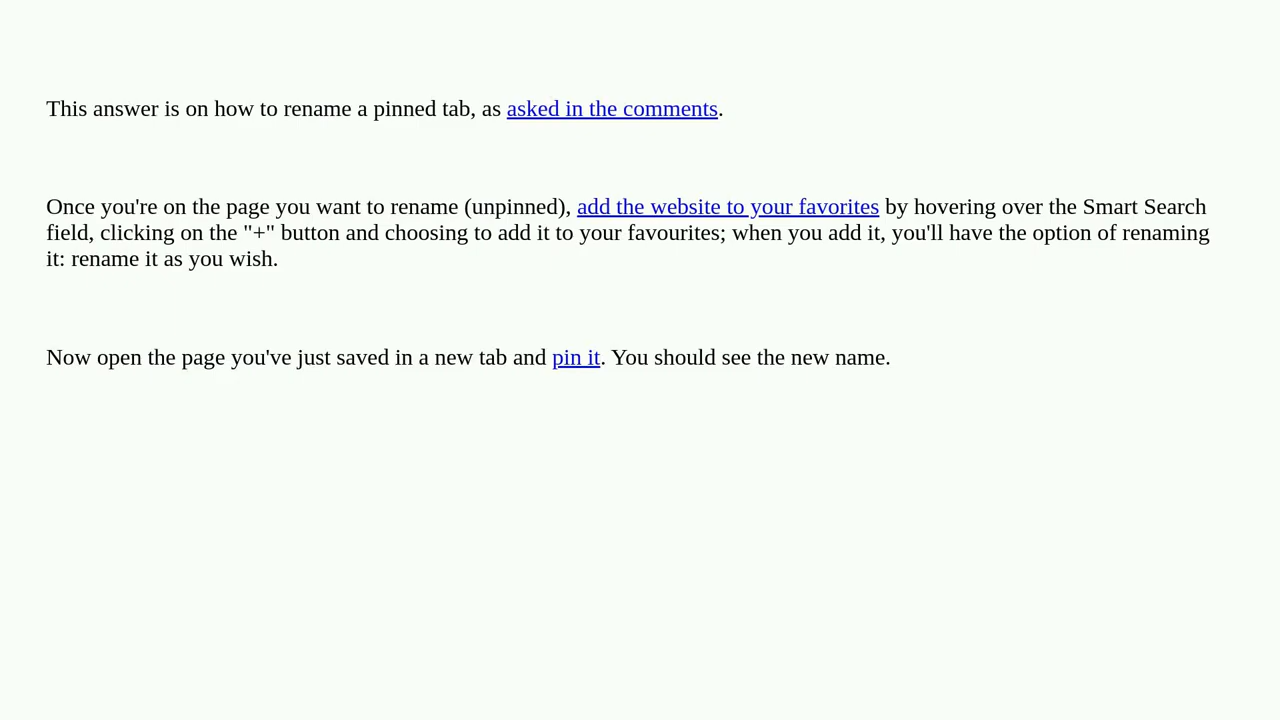 This answer is on how to rename a pinned tab, as asked in the comments.
Once you're on the page you want to rename (unpinned), add the website to your favorites by hovering over the Smart Search
field, clicking on the "+" button and choosing to add it to your favourites; when you add it, you'll have the option of renaming
it: rename it as you wish.
Now open the page you've just saved in a new tab and pin it. You should see the new name.